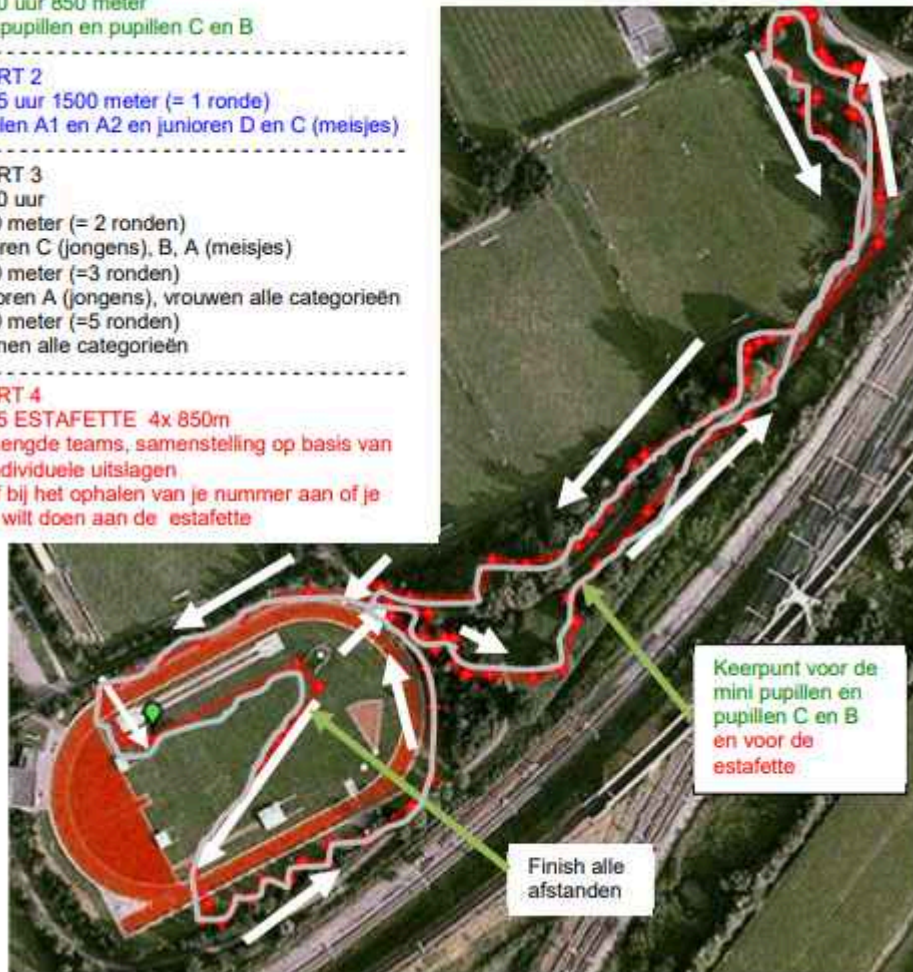 0 uur 850 meter
pupillen en pupillen C en B
RT 2
5 uur 1500 meter (= 1 ronde)
len A1 en A2 en junioren D en C (meisjes)
RT 3
0 uur
0 meter (= 2 ronden)
ren C (jongens), B, A (meisjes)
0 meter (=3 ronden)
oren A (jongens), vrouwen alle categorieën
0 meter (=5 ronden)
nen alle categorieën
RT 4
5 ESTAFETTE 4x 850m
engde teams, samenstelling op basis van
ndividuele uitslagen
f bij het ophalen van je nummer aan of je
wilt doen aan de estafette
Keerpunt voor de
mini pupillen en
pupillen C en B
en voor de
estafette
Finish alle
afstanden